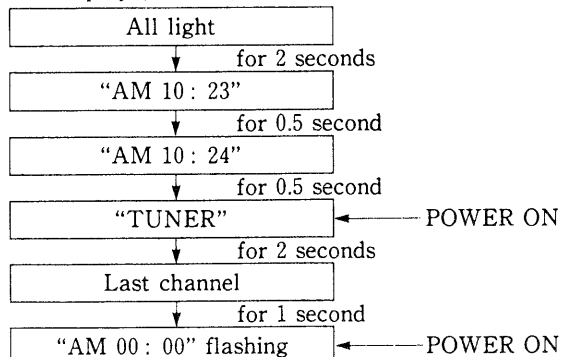 All light
for 2 seconds
"AM 10 : 23"
for 0.5 second
"AM 10 : 24"
for 0.5 second
"TUNER" POWER ON
for 2 seconds
Last channel
for 1 second
"AM 00 : 00" flashing POWER ON